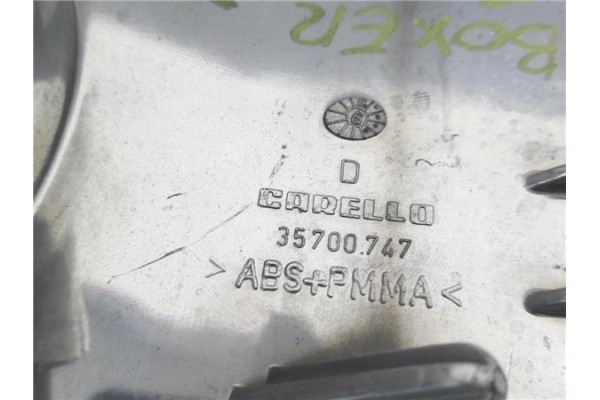 BOXER
D
CARELLO
35700.747
>ABS+PMMA<